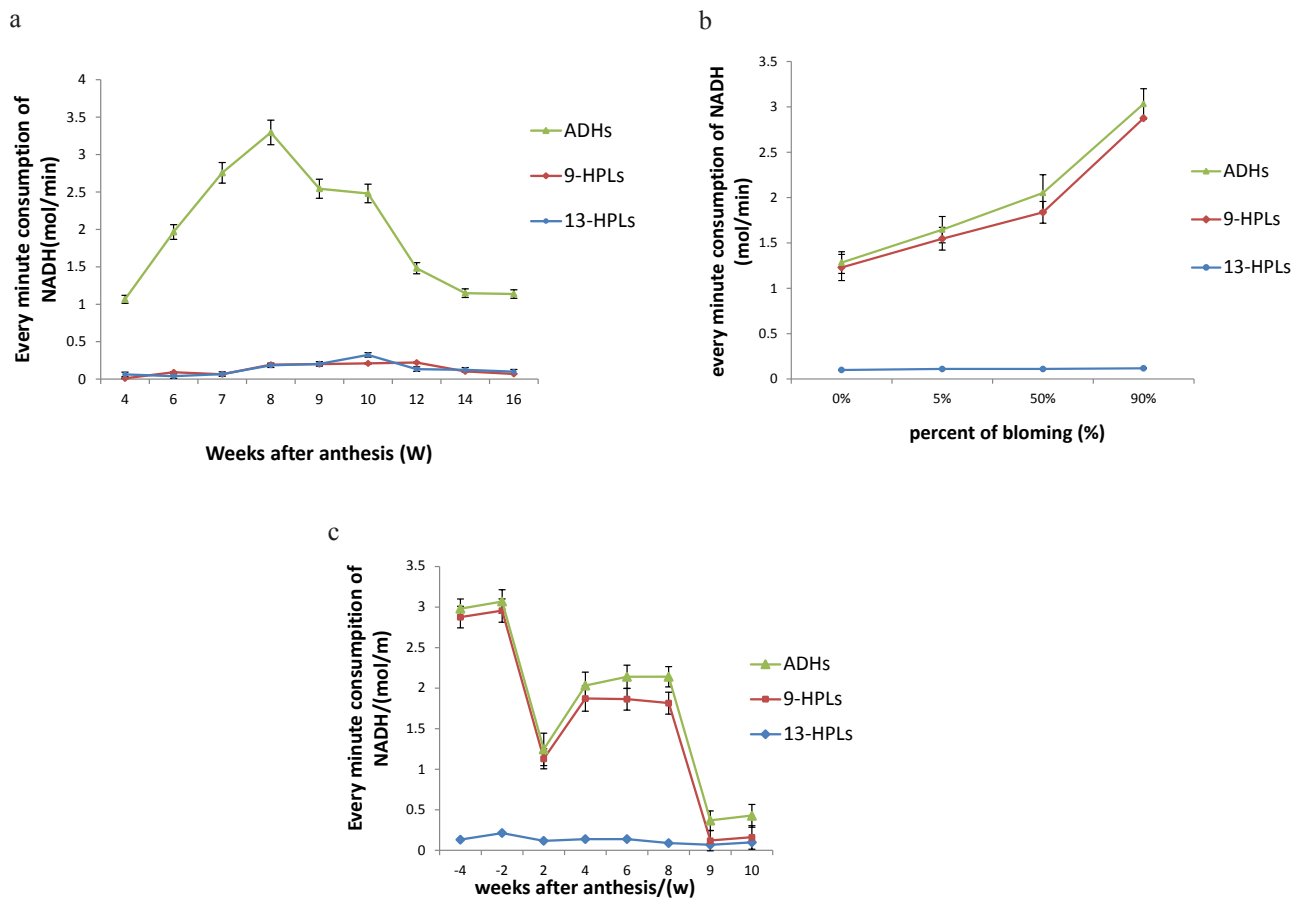 a
Every minute consumption of
NADH(mol/min)
4
3.5
3
2.5
2
1.5
1
0.5
0
4 6 7 8 9 10 12 14 16
Weeks after anthesis (W)
ADHs
9-HPLs
13-HPLs
b
every minute consumption of NADH
(mol/min)
3.5
3
2.5
2
1.5
1
0.5
0
0% 5% 50% 90%
percent of bloming (%)
ADHs
9-HPLs
13-HPLs
c
Every minute consumption of
NADH/(mol/m)
3.5
3
2.5
2
1.5
1
0.5
0
-4 -2 2 4 6 8 9 10
weeks after anthesis/(w)
ADHs
9-HPLs
13-HPLs